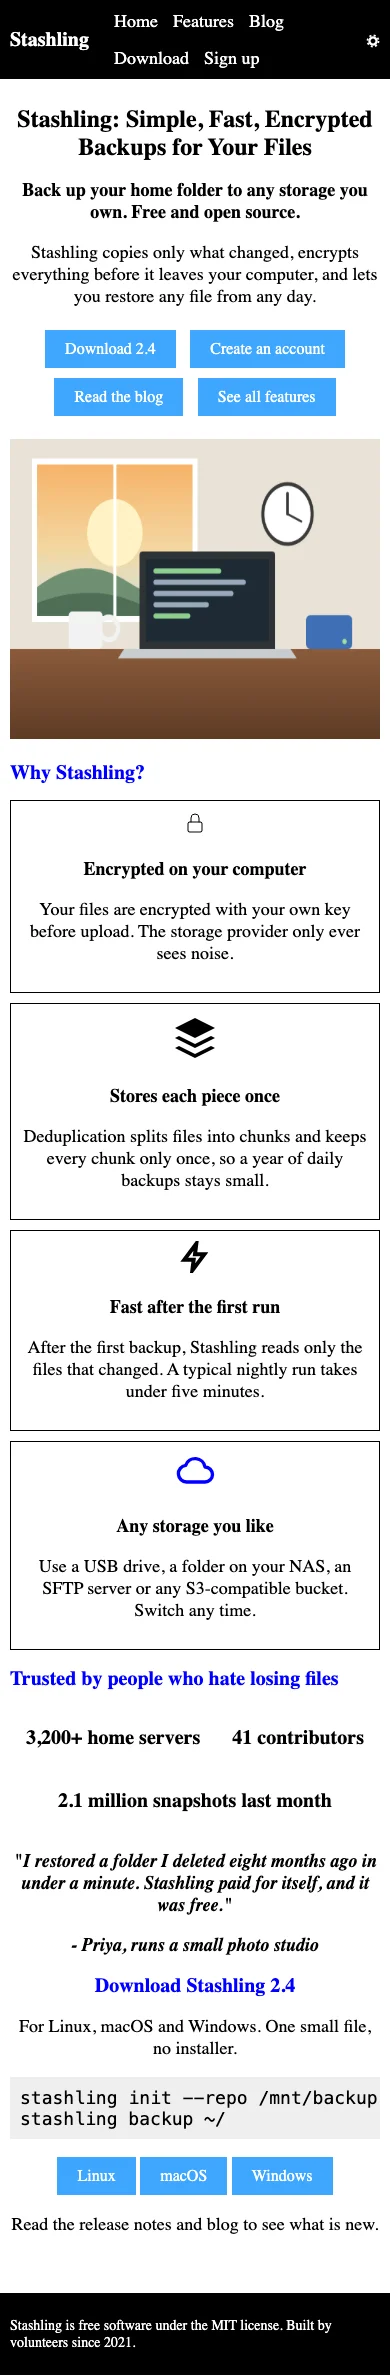 Stashling
Home Features Blog
Download Sign up
Stashling: Simple, Fast, Encrypted
Backups for Your Files
Back up your home folder to any storage you
own. Free and open source.
Stashling copies only what changed, encrypts
everything before it leaves your computer, and lets
you restore any file from any day.
Download 2.4
Create an account
Read the blog
See all features
Why Stashling?
Encrypted on your computer
Your files are encrypted with your own key
before upload. The storage provider only ever
sees noise.
Stores each piece once
Deduplication splits files into chunks and keeps
every chunk only once, so a year of daily
backups stays small.
Fast after the first run
After the first backup, Stashling reads only the
files that changed. A typical nightly run takes
under five minutes.
Any storage you like
Use a USB drive, a folder on your NAS, an
SFTP server or any S3-compatible bucket.
Switch any time.
Trusted by people who hate losing files
3,200+ home servers
41 contributors
2.1 million snapshots last month
"I restored a folder I deleted eight months ago in
under a minute. Stashling paid for itself, and it
was free."
- Priya, runs a small photo studio
Download Stashling 2.4
For Linux, macOS and Windows. One small file,
no installer.
stashling init --repo /mnt/backup
stashling backup ~/
Linux
macOS
Windows
Read the release notes and blog to see what is new.
Stashling is free software under the MIT license. Built by
volunteers since 2021.